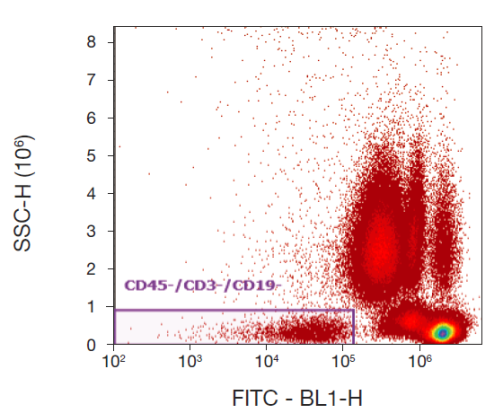 8
7
6
5
4
3
2
1
0
SSC-H (10⁶)
CD45-/CD3-/CD19-
10² 10³ 10⁴ 10⁵ 10⁶
FITC - BL1-H